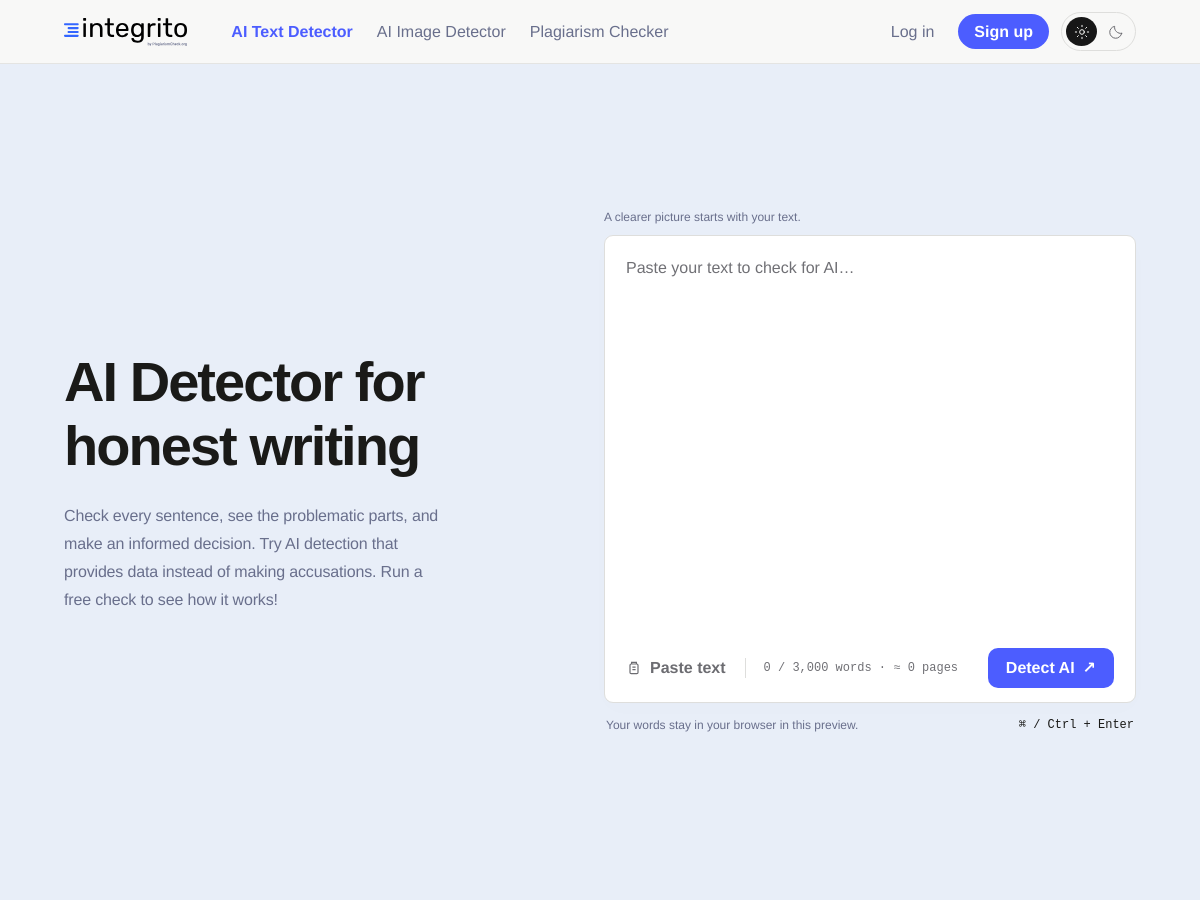 integrito
by PlagiarismCheck.org
AI Text Detector
AI Image Detector
Plagiarism Checker
Log in
Sign up
AI Detector for
honest writing
Check every sentence, see the problematic parts, and
make an informed decision. Try AI detection that
provides data instead of making accusations. Run a
free check to see how it works!
A clearer picture starts with your text.
Paste your text to check for AI…
Paste text
0 / 3,000 words · ≈ 0 pages
Detect AI ↗
Your words stay in your browser in this preview.
⌘ / Ctrl + Enter